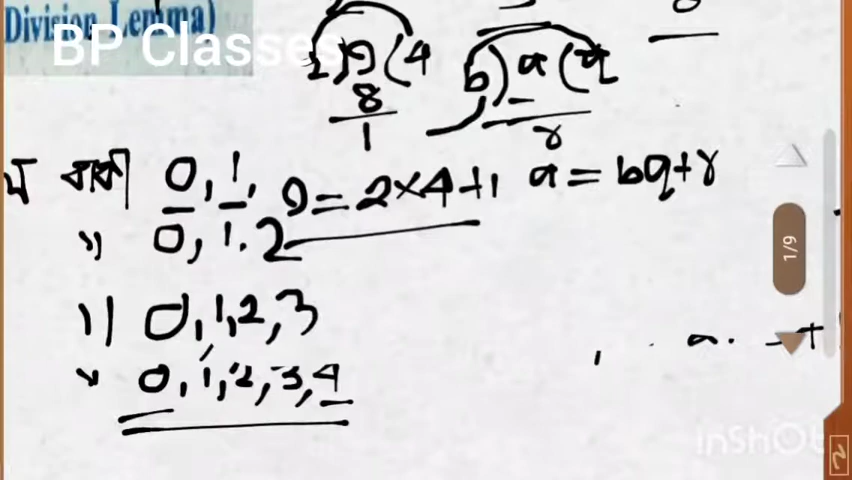 Division Lemma)
BP Classes
2)9(4 b)a(q
8
1 r
বাকী 0, 1, 9=2×4+1 a=bq+r
" 0, 1. 2
" 0, 1, 2, 3
" 0, 1, 2, 3, 4
1/9
InShOt